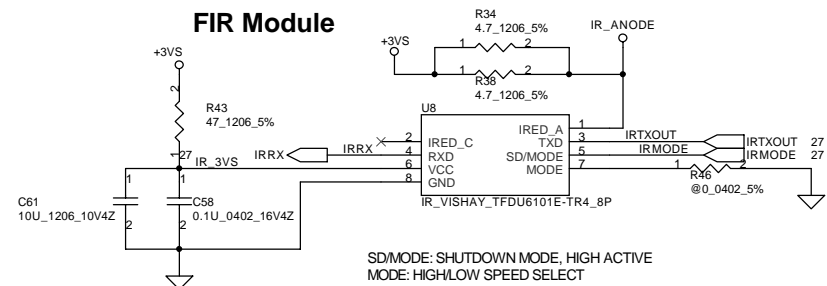 FIR Module
+3VS
2
R43
47_1206_5%
1
27
IR_3VS
R34
4.7_1206_5%
1
2
+3VS
1
2
R38
4.7_1206_5%
IR_ANODE
U8
2
IRED_C
IRED_A
1
TXD
3
IRTXOUT
IRTXOUT 27
IRRX
IRRX
4
RXD
SD/MODE
5
IRMODE
IRMODE 27
6
VCC
MODE
7
1
2
8
GND
R46
@0_0402_5%
IR_VISHAY_TFDU6101E-TR4_8P
1
C61
10U_1206_10V4Z
2
1
C58
0.1U_0402_16V4Z
2
SD/MODE: SHUTDOWN MODE, HIGH ACTIVE
MODE: HIGH/LOW SPEED SELECT